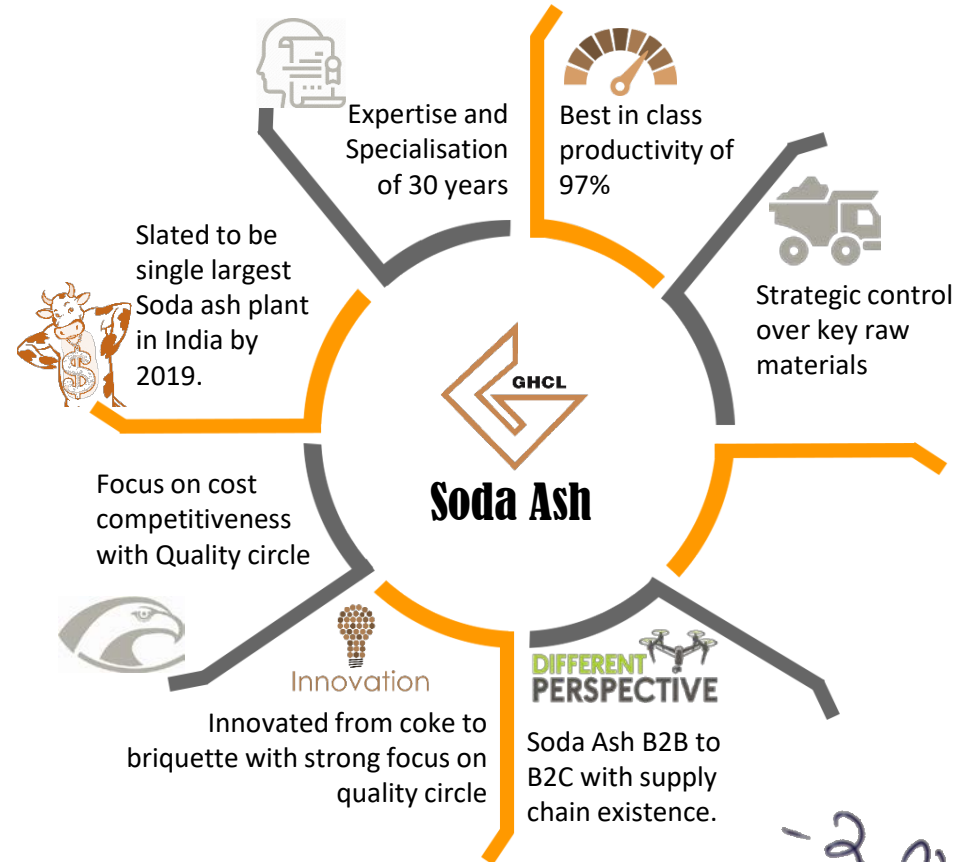 Expertise and
Specialisation
of 30 years
Best in class
productivity of
97%
Strategic control
over key raw
materials
Slated to be
single largest
Soda ash plant
in India by
2019.
$
GHCL
Soda Ash
Focus on cost
competitiveness
with Quality circle
Innovation
Innovated from coke to
briquette with strong focus on
quality circle
DIFFERENT
PERSPECTIVE
Soda Ash B2B to
B2C with supply
chain existence.